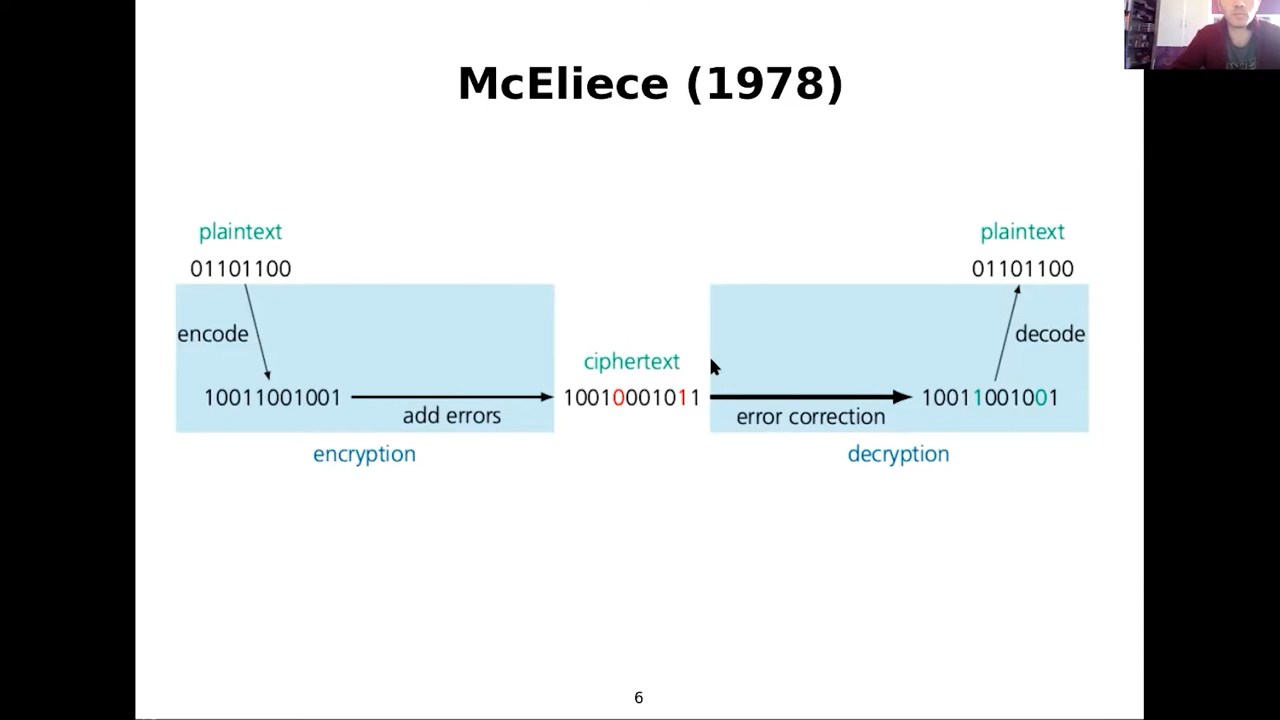 McEliece (1978)
plaintext
01101100
encode
10011001001
add errors
encryption
ciphertext
10010001011
error correction
plaintext
01101100
decode
10011001001
decryption
6